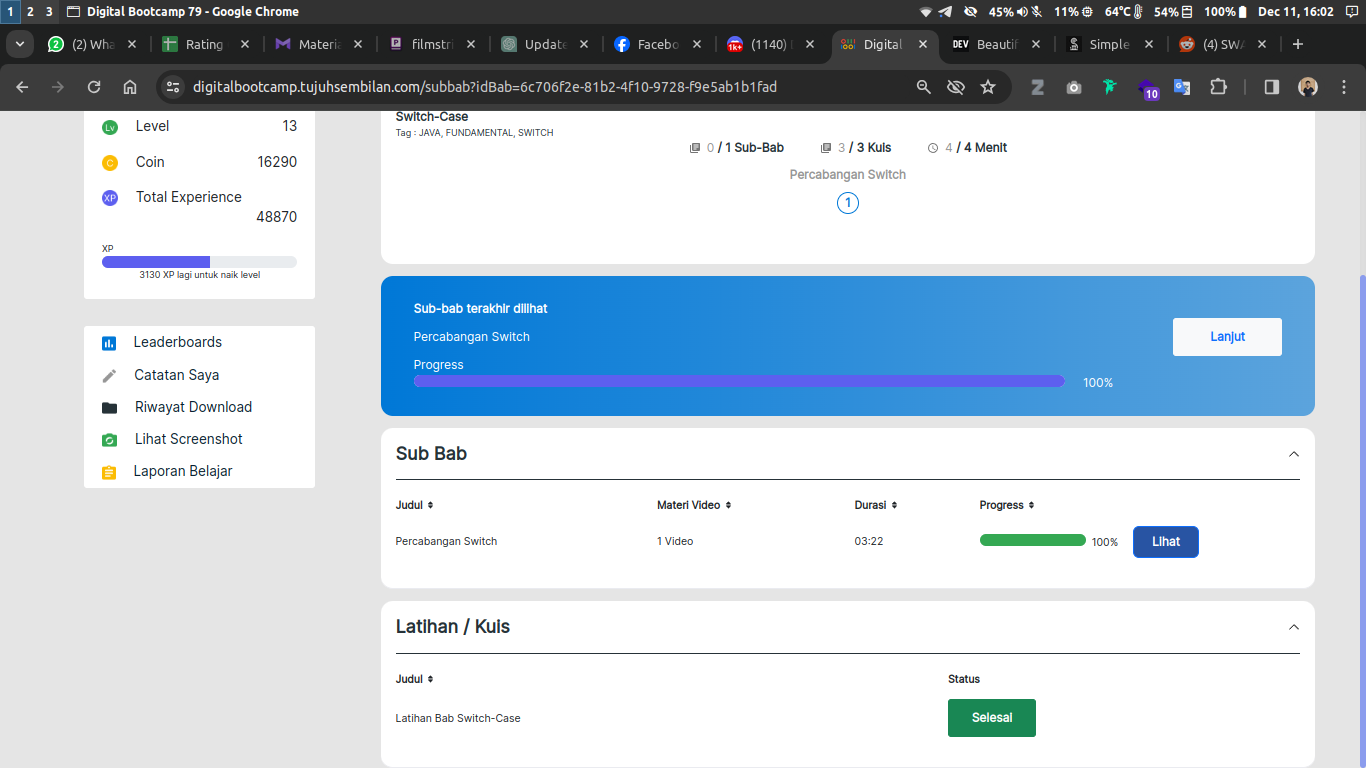 1 2 3 Digital Bootcamp 79 - Google Chrome 45% 11% 64°C 54% 100% Dec 11, 16:02
(2) Wha Rating Materia filmstri Update Facebo (1140) Digital Beautif Simple (4) SWA
digitalbootcamp.tujuhsembilan.com/subbab?idBab=6c706f2e-81b2-4f10-9728-f9e5ab1b1fad 10
Lv Level 13
C Coin 16290
XP Total Experience
48870
XP
3130 XP lagi untuk naik level
Leaderboards
Catatan Saya
Riwayat Download
Lihat Screenshot
Laporan Belajar
Switch-Case
Tag : JAVA, FUNDAMENTAL, SWITCH
0 / 1 Sub-Bab 3 / 3 Kuis 4 / 4 Menit
Percabangan Switch
1
Sub-bab terakhir dilihat
Percabangan Switch
Lanjut
Progress
100%
Sub Bab
Judul Materi Video Durasi Progress
Percabangan Switch 1 Video 03:22 100% Lihat
Latihan / Kuis
Judul Status
Latihan Bab Switch-Case Selesai